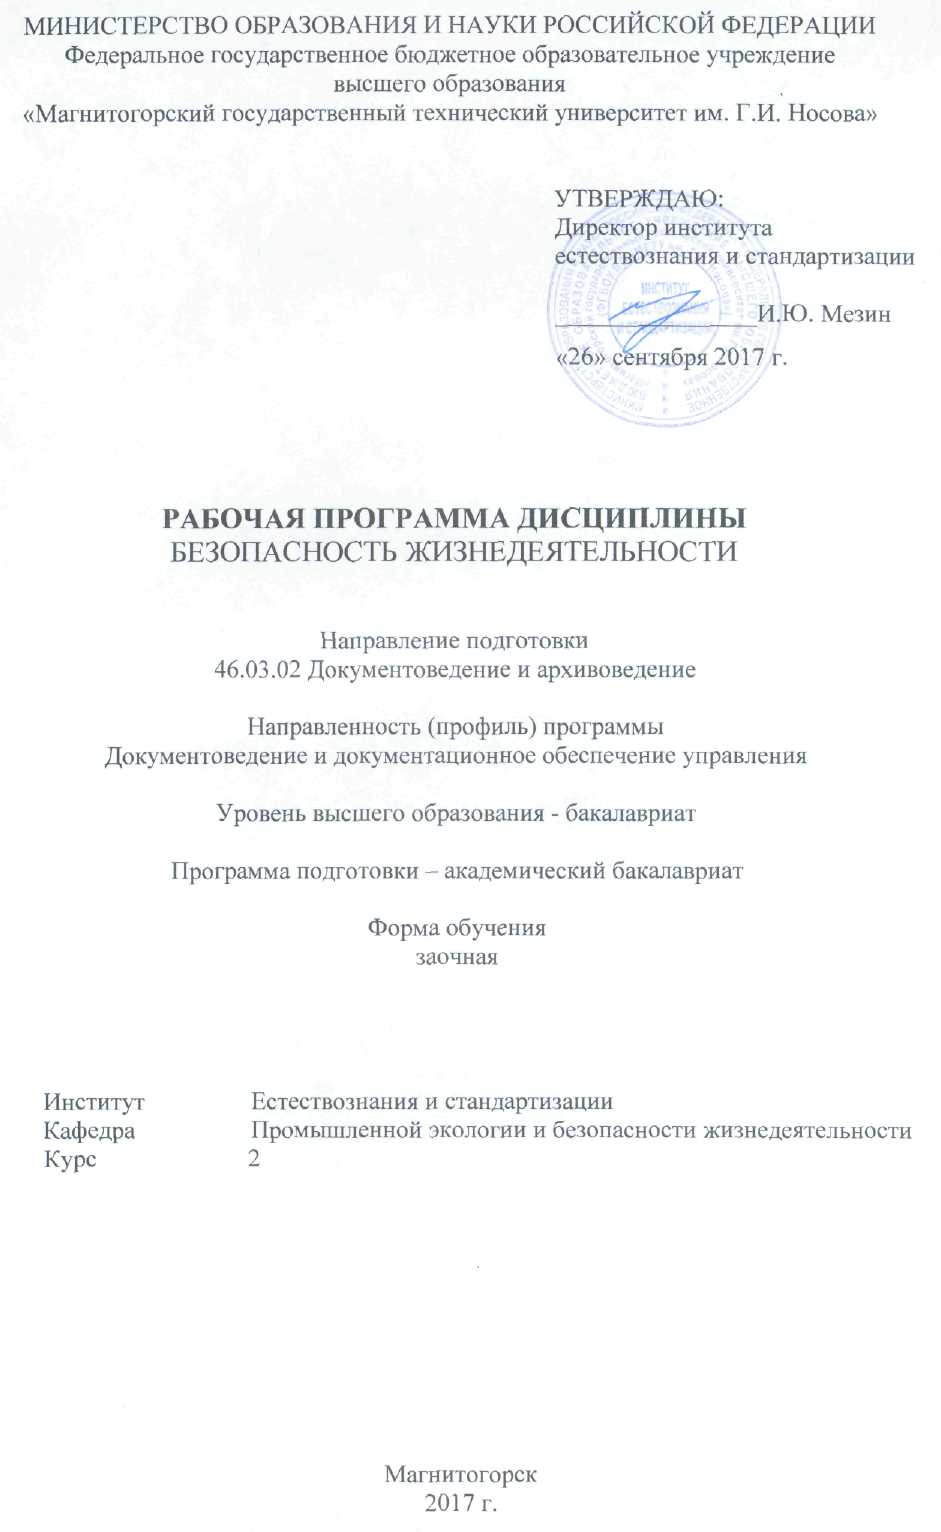 МИНИСТЕРСТВО ОБРАЗОВАНИЯ И НАУКИ РОССИЙСКОЙ ФЕДЕРАЦИИ
Федеральное государственное бюджетное образовательное учреждение
высшего образования
«Магнитогорский государственный технический университет им. Г.И. Носова»
УТВЕРЖДАЮ:
Директор института
естествознания и стандартизации
ИНСТИТУТ
ЕСТЕСТВОЗНАНИЯ
И СТАНДАРТИЗАЦИИ
И.Ю. Мезин
«26» сентября 2017 г.
РАБОЧАЯ ПРОГРАММА ДИСЦИПЛИНЫ
БЕЗОПАСНОСТЬ ЖИЗНЕДЕЯТЕЛЬНОСТИ
Направление подготовки
46.03.02 Документоведение и архивоведение
Направленность (профиль) программы
Документоведение и документационное обеспечение управления
Уровень высшего образования - бакалавриат
Программа подготовки – академический бакалавриат
Форма обучения
заочная
Институт Естествознания и стандартизации
Кафедра Промышленной экологии и безопасности жизнедеятельности
Курс 2
Магнитогорск
2017 г.